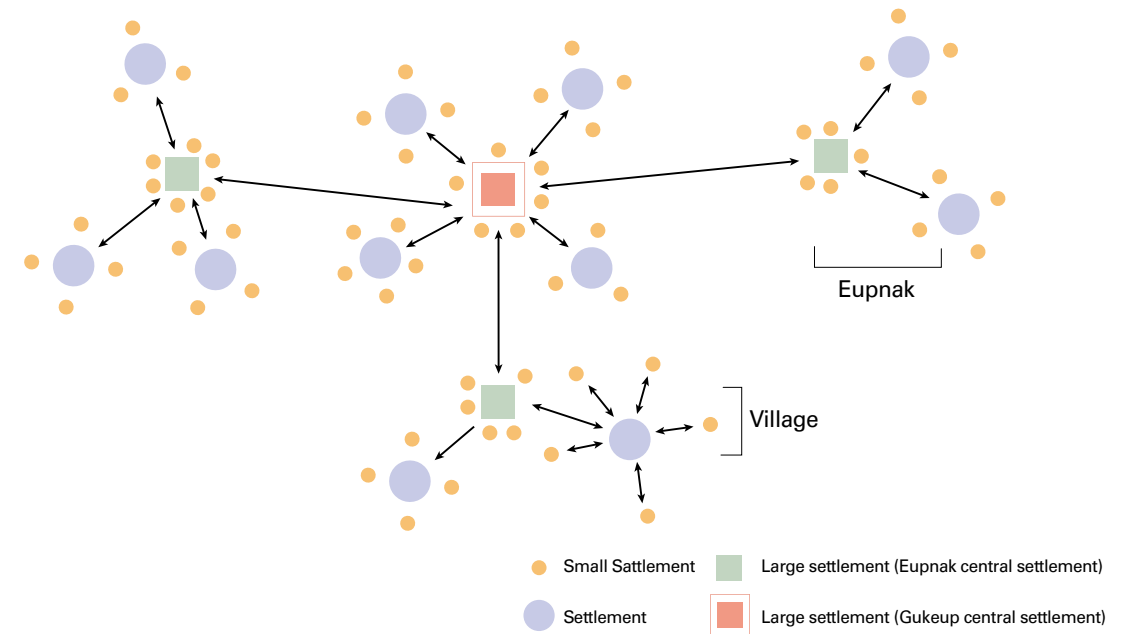 Eupnak
Village
Small Sattlement
Large settlement (Eupnak central settlement)
Settlement
Large settlement (Gukeup central settlement)